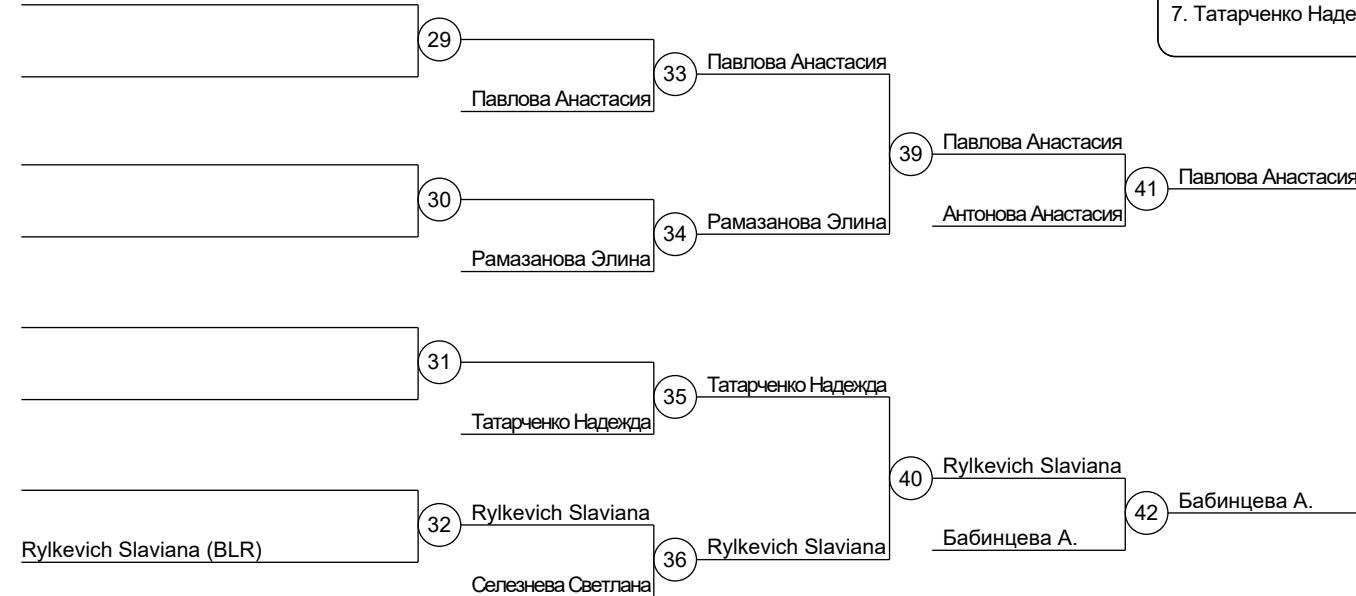 7. Татарченко Наде
29
Павлова Анастасия
33
Павлова Анастасия
39
Павлова Анастасия
41
Павлова Анастасия
30
Рамазанова Элина
34
Рамазанова Элина
Антонова Анастасия
31
Татарченко Надежда
35
Татарченко Надежда
40
Rylkevich Slaviana
42
Бабинцева А.
32
Rylkevich Slaviana
Rylkevich Slaviana (BLR)
36
Rylkevich Slaviana
Бабинцева А.
Селезнева Светлана